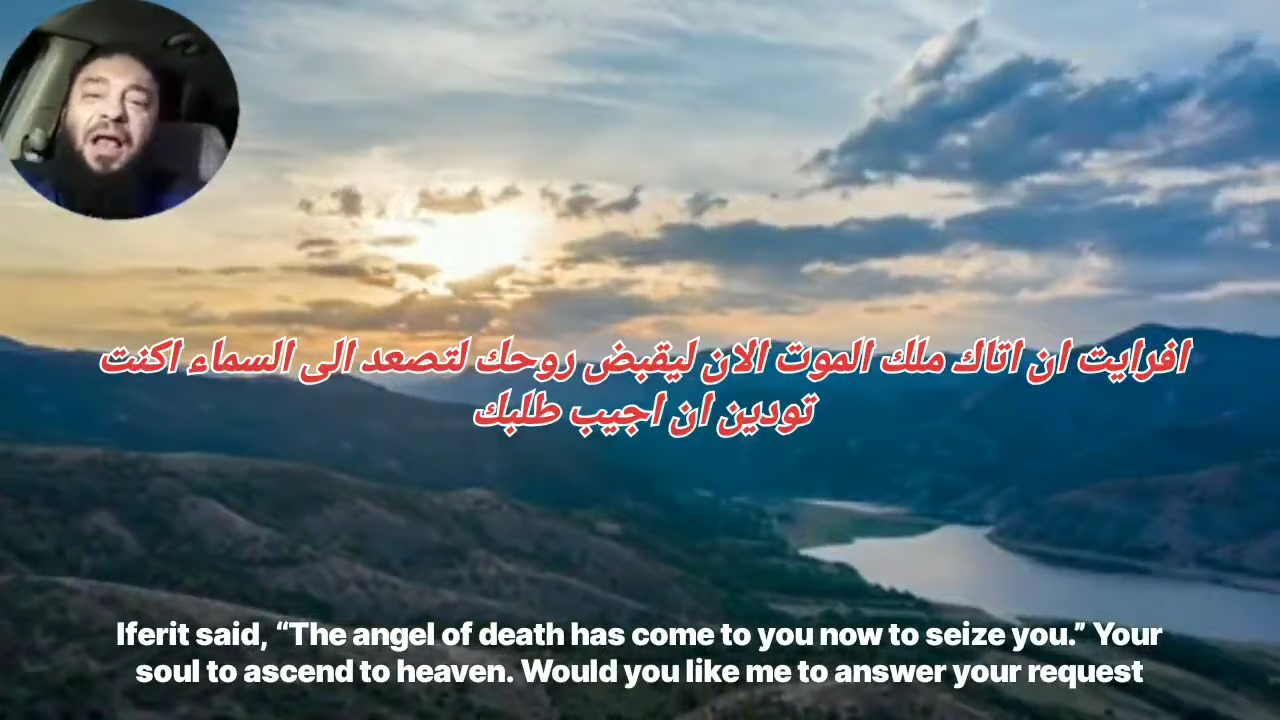 افرايت ان اتاك ملك الموت الان ليقبض روحك لتصعد الى السماء اكنت
تودين ان اجيب طلبك
Iferit said, “The angel of death has come to you now to seize you.” Your
soul to ascend to heaven. Would you like me to answer your request